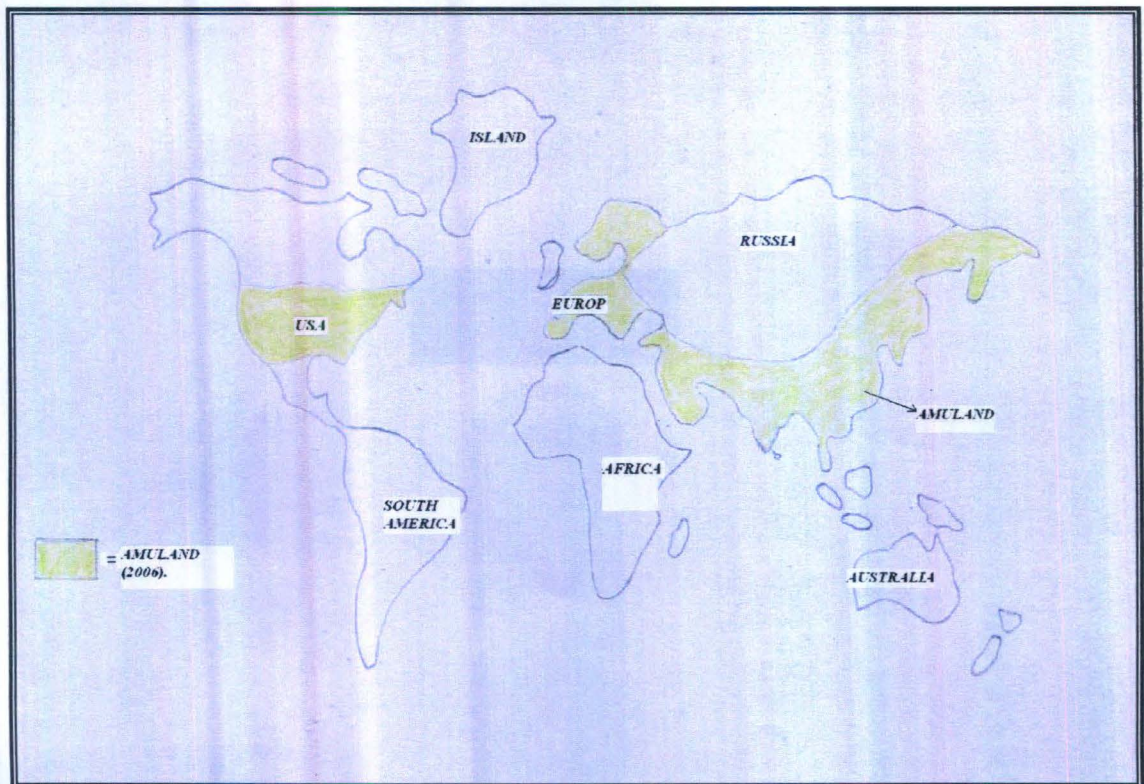 ISLAND
RUSSIA
EUROP
USA
AMULAND
AFRICA
SOUTH
AMERICA
= AMULAND
(2006).
AUSTRALIA